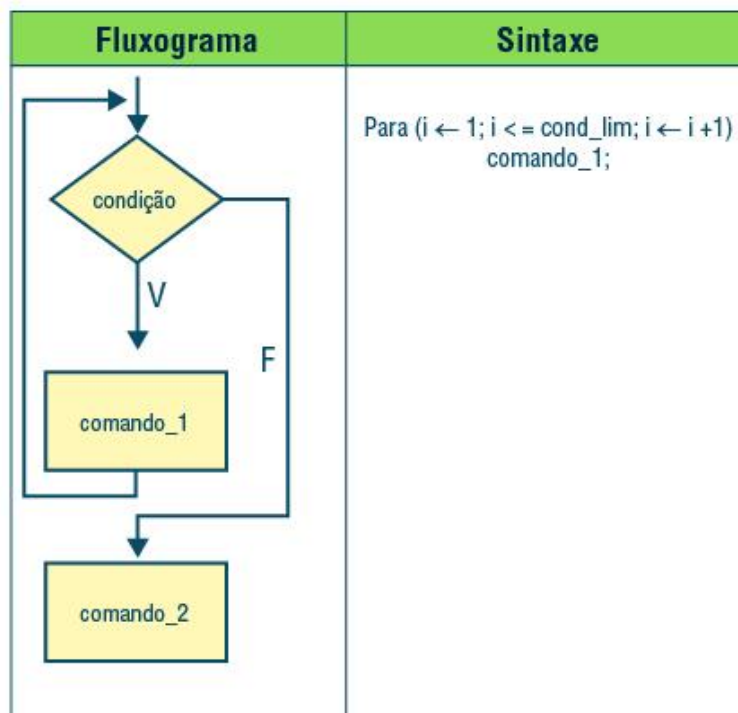 Fluxograma
Sintaxe
condição
V
F
comando_1
comando_2
Para (i ← 1; i < = cond_lim; i ← i +1)
comando_1;